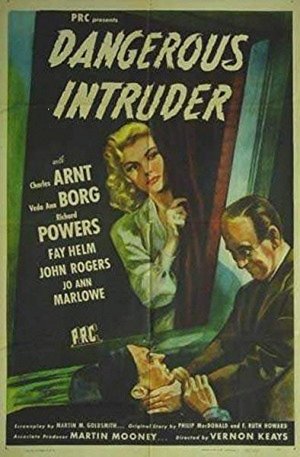 PRC presents
DANGEROUS
INTRUDER
with
Charles ARNT
Veda Ann BORG
Richard POWERS
FAY HELM
JOHN ROGERS
JO ANN MARLOWE
PRC
Screenplay by MARTIN M. GOLDSMITH... Original Story by PHILIP MacDONALD and F. RUTH HOWARD
Associate Producer MARTIN MOONEY... Directed by VERNON KEAYS